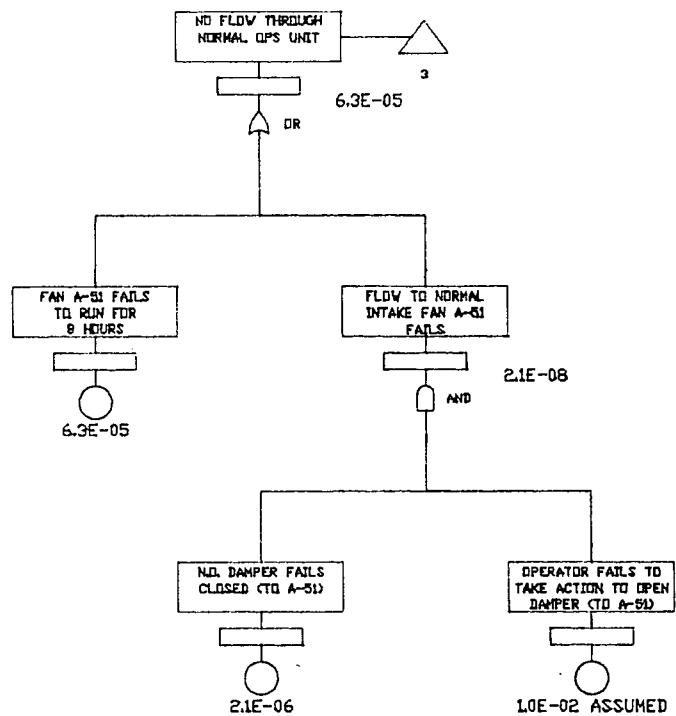 NO FLOW THROUGH
NORMAL OPS UNIT
3
6.3E-05
OR
FAN A-51 FAILS
TO RUN FOR
8 HOURS
FLOW TO NORMAL
INTAKE FAN A-51
FAILS
2.1E-08
AND
6.3E-05
N.O. DAMPER FAILS
CLOSED (TO A-51)
OPERATOR FAILS TO
TAKE ACTION TO OPEN
DAMPER (TO A-51)
2.1E-06
1.0E-02 ASSUMED